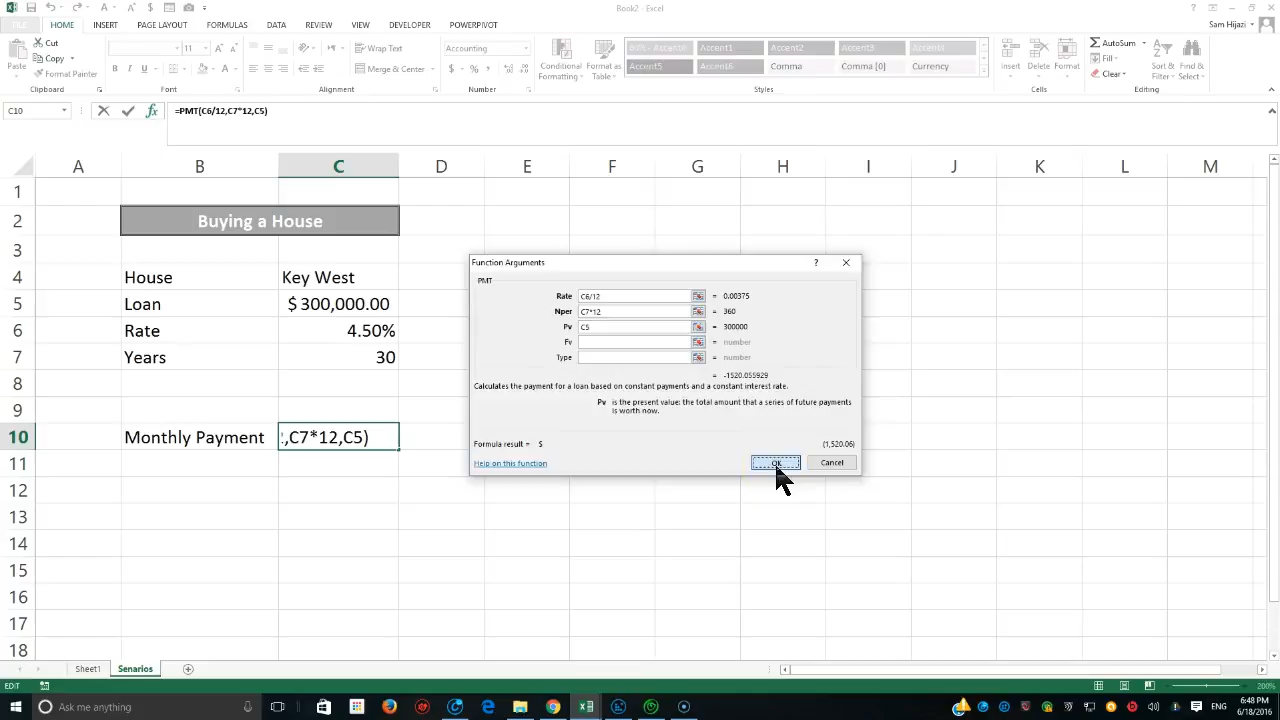 Book2 - Excel
FILE HOME INSERT PAGE LAYOUT FORMULAS DATA REVIEW VIEW DEVELOPER POWERPIVOT Sam Hijazi
Cut
Copy
Format Painter
Paste
Clipboard
11
Font
Wrap Text
Merge & Center
Alignment
Accounting
Number
Conditional Formatting
Format as Table
Accent1 Accent2 Accent3 Accent4
Accent5 Accent6 Comma Comma [0] Currency
Styles
Insert Delete Format
Cells
AutoSum
Fill
Clear
Sort & Filter
Find & Select
Editing
C10 =PMT(C6/12,C7*12,C5)
A B C D E F G H I J K L M
1
2 Buying a House
3
4 House Key West
5 Loan $ 300,000.00
6 Rate 4.50%
7 Years 30
8
9
10 Monthly Payment ,C7*12,C5)
11
12
13
14
15
16
17
18
Function Arguments
PMT
Rate C6/12 = 0.00375
Nper C7*12 = 360
Pv C5 = 300000
Fv = number
Type = number
= -1520.055929
Calculates the payment for a loan based on constant payments and a constant interest rate.
Pv is the present value: the total amount that a series of future payments
is worth now.
Formula result = $ (1,520.06)
Help on this function OK Cancel
Sheet1 Senarios
EDIT 200%
Ask me anything
ENG
6:48 PM
6/18/2016